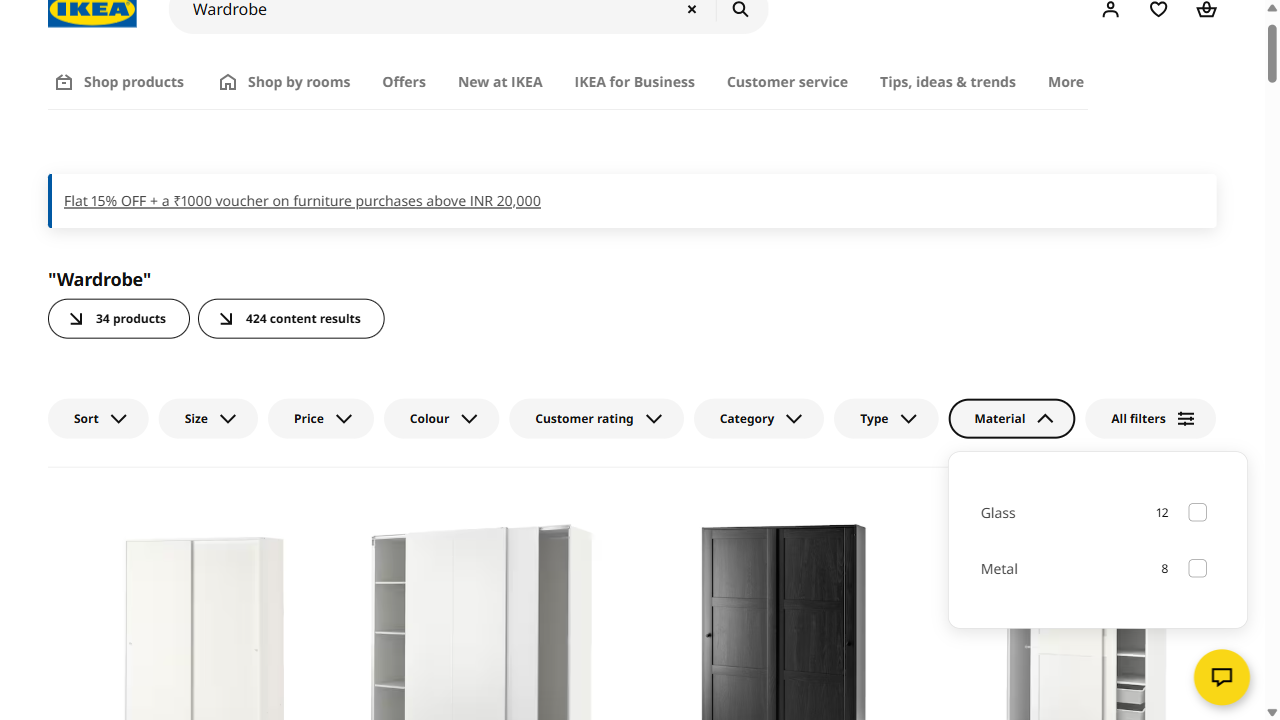 IKEA
Wardrobe
Shop products
Shop by rooms
Offers
New at IKEA
IKEA for Business
Customer service
Tips, ideas & trends
More
Flat 15% OFF + a ₹1000 voucher on furniture purchases above INR 20,000
"Wardrobe"
34 products
424 content results
Sort
Size
Price
Colour
Customer rating
Category
Type
Material
All filters
Glass 12
Metal 8